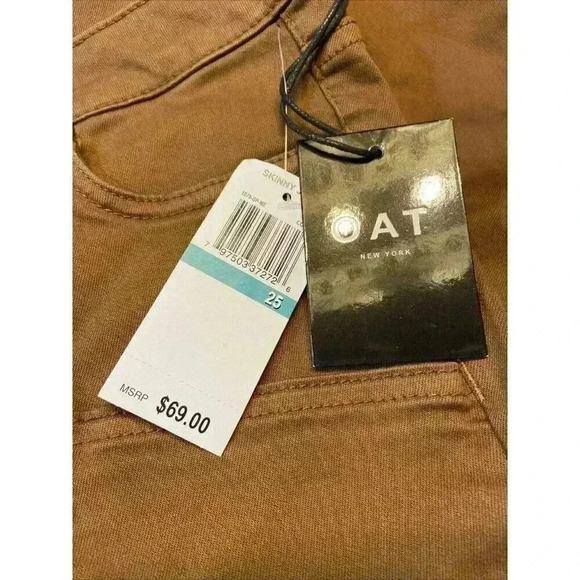 SKINNY
7 97503 37272 6
25
MSRP $69.00
OAT
NEW YORK